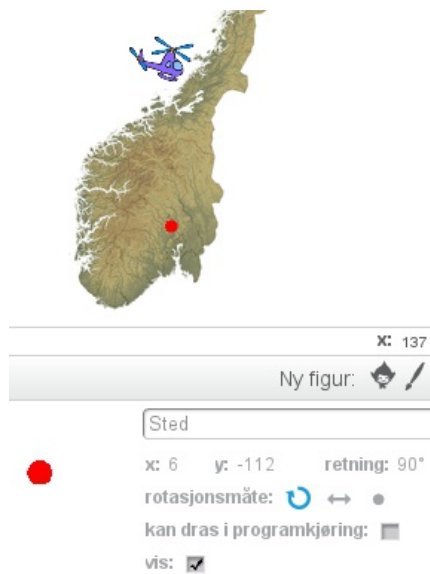 x: 137
Ny figur:
Sted
x: 6 y: -112 retning: 90°
rotasjonsmåte:
kan dras i programkjøring:
vis: